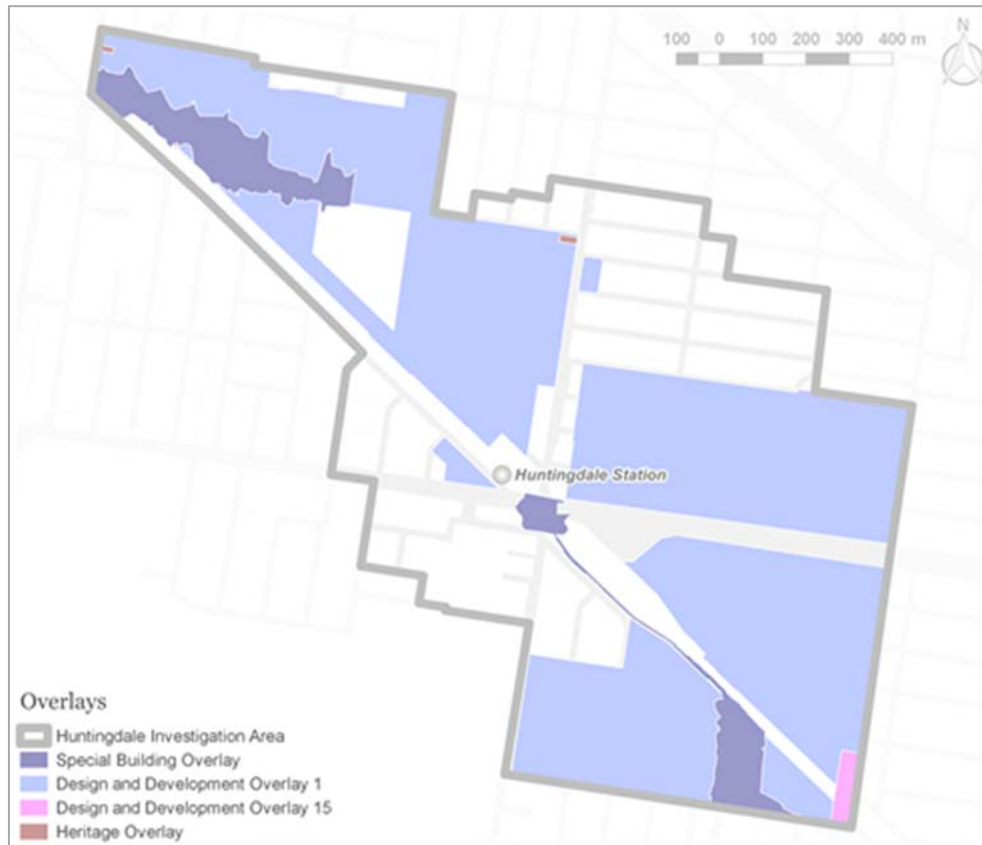 100 0 100 200 300 400 m
N
Huntingdale Station
Overlays
Huntingdale Investigation Area
Special Building Overlay
Design and Development Overlay 1
Design and Development Overlay 15
Heritage Overlay